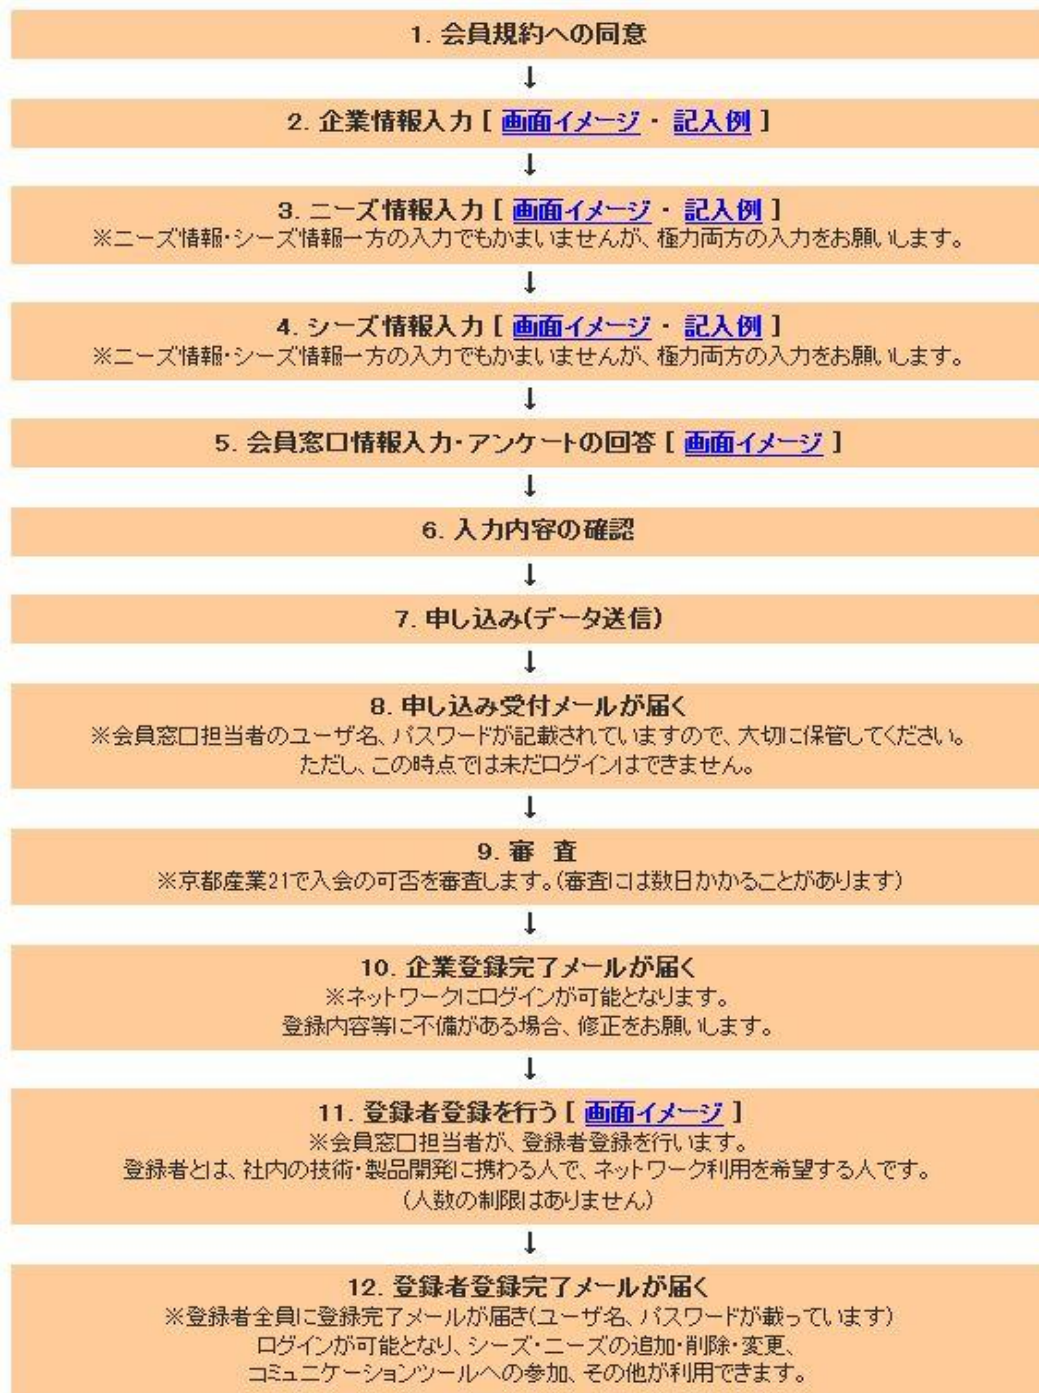 1. 会員規約への同意
↓
2. 企業情報入力 [ 画面イメージ ・ 記入例 ]
↓
3. ニーズ情報入力 [ 画面イメージ ・ 記入例 ]
※ニーズ情報・シーズ情報一方の入力でもかまいませんが、極力両方の入力をお願いします。
↓
4. シーズ情報入力 [ 画面イメージ ・ 記入例 ]
※ニーズ情報・シーズ情報一方の入力でもかまいませんが、極力両方の入力をお願いします。
↓
5. 会員窓口情報入力・アンケートの回答 [ 画面イメージ ]
↓
6. 入力内容の確認
↓
7. 申し込み(データ送信)
↓
8. 申し込み受付メールが届く
※会員窓口担当者のユーザ名、パスワードが記載されていますので、大切に保管してください。
ただし、この時点では未だログインはできません。
↓
9. 審 査
※京都産業21で入会の可否を審査します。(審査には数日かかることがあります)
↓
10. 企業登録完了メールが届く
※ネットワークにログインが可能となります。
登録内容等に不備がある場合、修正をお願いします。
↓
11. 登録者登録を行う [ 画面イメージ ]
※会員窓口担当者が、登録者登録を行います。
登録者とは、社内の技術・製品開発に携わる人で、ネットワーク利用を希望する人です。
(人数の制限はありません)
↓
12. 登録者登録完了メールが届く
※登録者全員に登録完了メールが届き(ユーザ名、パスワードが載っています)
ログインが可能となり、シーズ・ニーズの追加・削除・変更、
コミュニケーションツールへの参加、その他が利用できます。